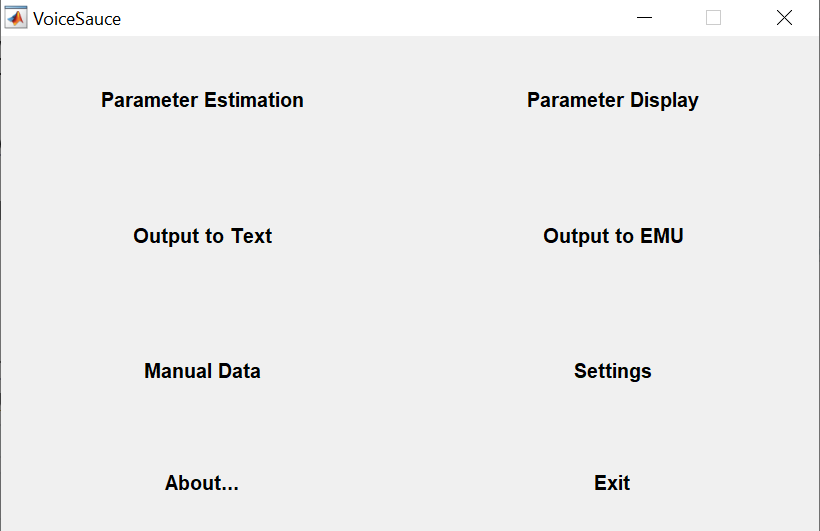 VoiceSauce
Parameter Estimation
Parameter Display
Output to Text
Output to EMU
Manual Data
Settings
About...
Exit